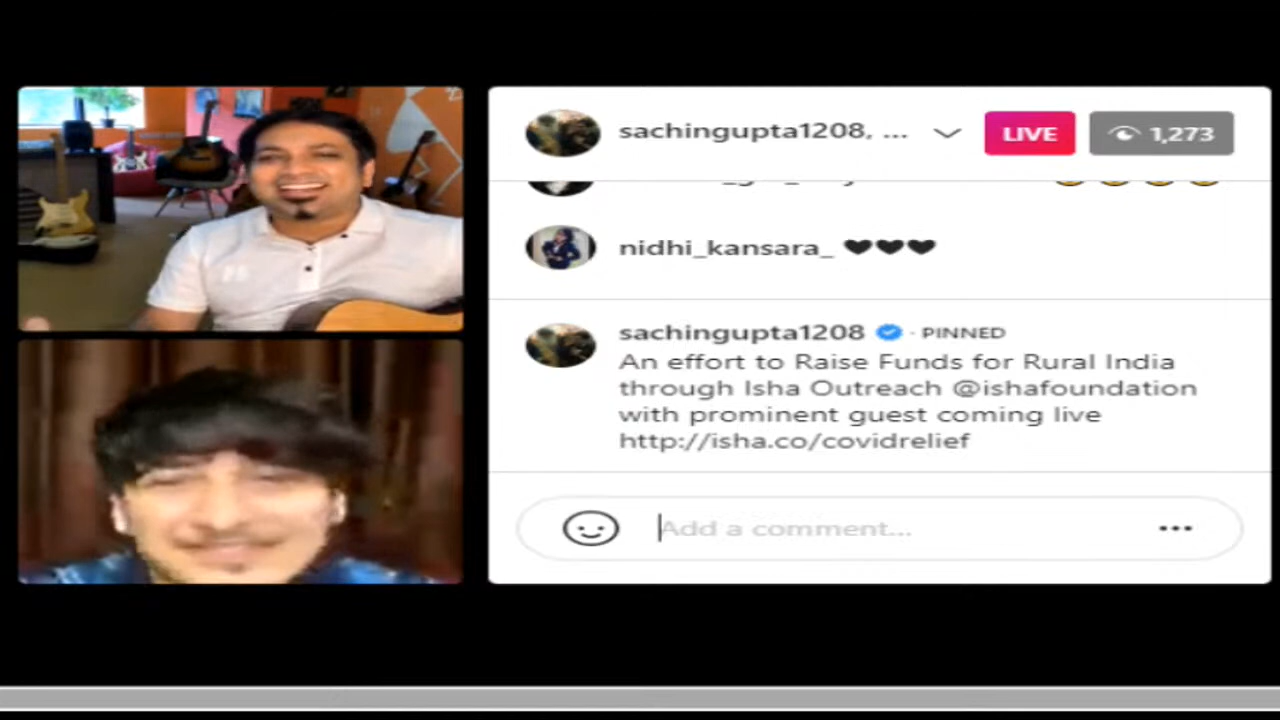 sachingupta1208, ...
LIVE
1,273
nidhi_kansara_ 🖤🖤🖤
sachingupta1208 · PINNED
An effort to Raise Funds for Rural India
through Isha Outreach @ishafoundation
with prominent guest coming live
http://isha.co/covidrelief
Add a comment...